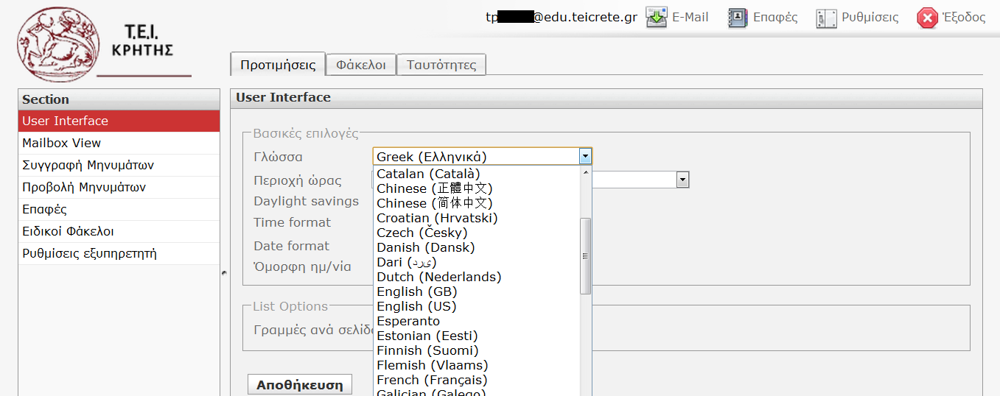 tp @edu.teicrete.gr E-Mail Επαφές Ρυθμίσεις Έξοδος
Τ.Ε.Ι.
ΚΡΗΤΗΣ
Προτιμήσεις Φάκελοι Ταυτότητες
Section
User Interface
Mailbox View
Συγγραφή Μηνυμάτων
Προβολή Μηνυμάτων
Επαφές
Ειδικοί Φάκελοι
Ρυθμίσεις εξυπηρετητή
User Interface
Βασικές επιλογές
Γλώσσα Greek (Ελληνικά)
Περιοχή ώρας
Daylight savings
Time format
Date format
Όμορφη ημ/νία
Catalan (Català)
Chinese (正體中文)
Chinese (简体中文)
Croatian (Hrvatski)
Czech (Česky)
Danish (Dansk)
Dari (ﻯﺭﺩ)
Dutch (Nederlands)
English (GB)
English (US)
Esperanto
Estonian (Eesti)
Finnish (Suomi)
Flemish (Vlaams)
French (Français)
Galician (Galego)
List Options
Γραμμές ανά σελίδα
Αποθήκευση